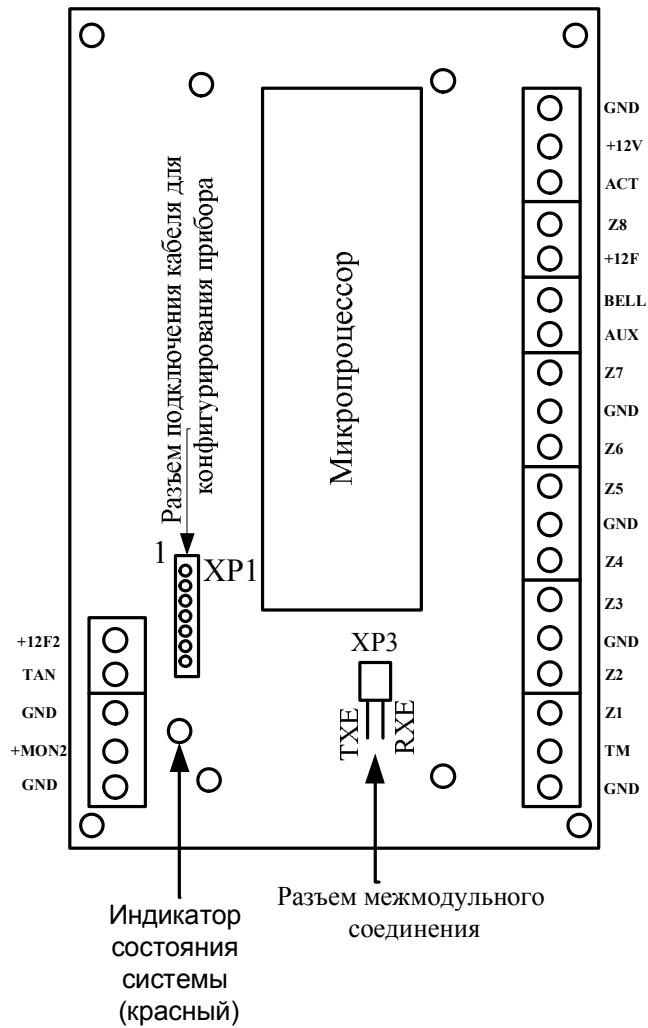 GND
+12V
ACT
Z8
+12F
BELL
AUX
Z7
GND
Z6
Z5
GND
Z4
Z3
GND
Z2
Z1
TM
GND
Разъем подключения кабеля для
конфигурирования прибора
Микропроцессор
1
XP1
XP3
TXE
RXE
+12F2
TAN
GND
+MON2
GND
Индикатор
состояния
системы
(красный)
Разъем межмодульного
соединения